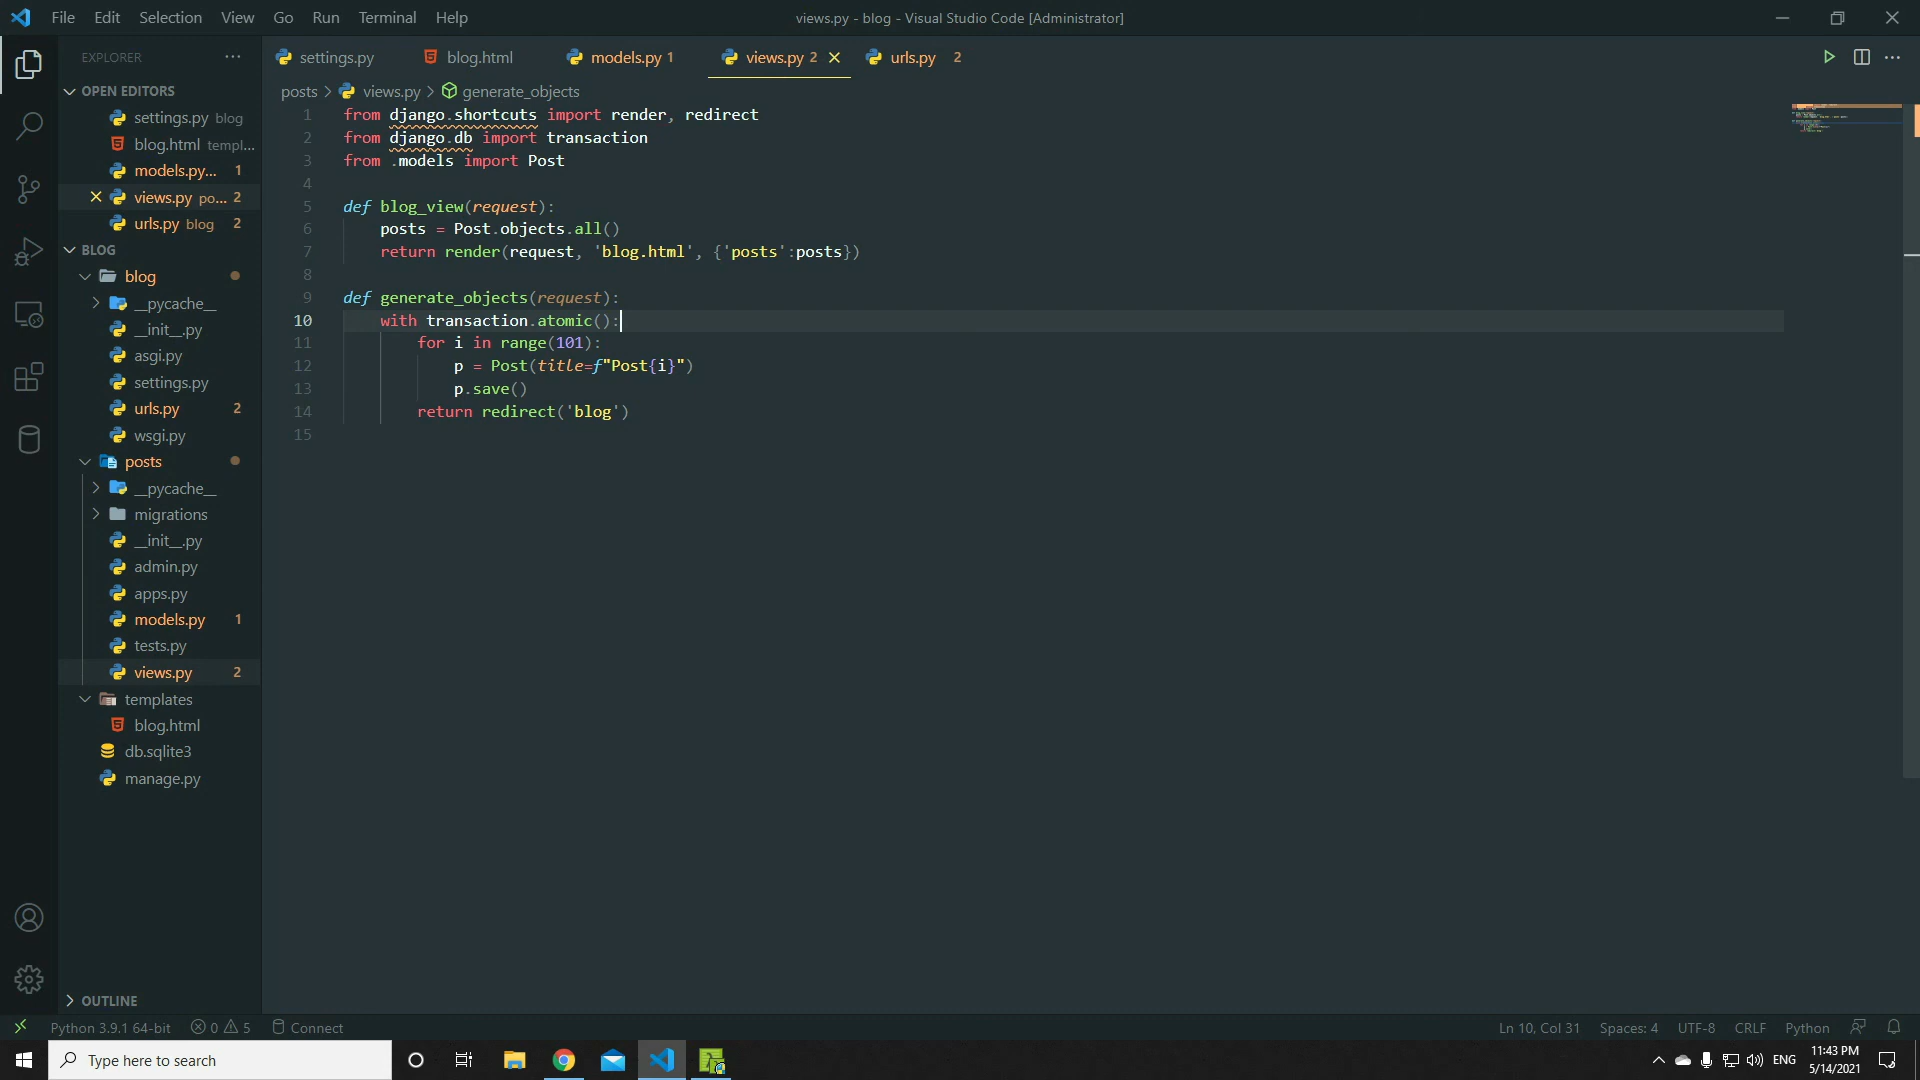 File Edit Selection View Go Run Terminal Help
views.py - blog - Visual Studio Code [Administrator]
EXPLORER
settings.py
blog.html
models.py 1
views.py 2
urls.py 2
OPEN EDITORS
settings.py blog
blog.html templ...
models.py... 1
views.py po... 2
urls.py blog 2
BLOG
blog
__pycache__
__init__.py
asgi.py
settings.py
urls.py 2
wsgi.py
posts
__pycache__
migrations
__init__.py
admin.py
apps.py
models.py 1
tests.py
views.py 2
templates
blog.html
db.sqlite3
manage.py
OUTLINE
posts > views.py > generate_objects
1 from django.shortcuts import render, redirect
2 from django.db import transaction
3 from .models import Post
4
5 def blog_view(request):
6 posts = Post.objects.all()
7 return render(request, 'blog.html', {'posts':posts})
8
9 def generate_objects(request):
10 with transaction.atomic():
11 for i in range(101):
12 p = Post(title=f"Post{i}")
13 p.save()
14 return redirect('blog')
15
Python 3.9.1 64-bit 0 5 Connect
Ln 10, Col 31 Spaces: 4 UTF-8 CRLF Python
Type here to search
ENG
11:43 PM
5/14/2021